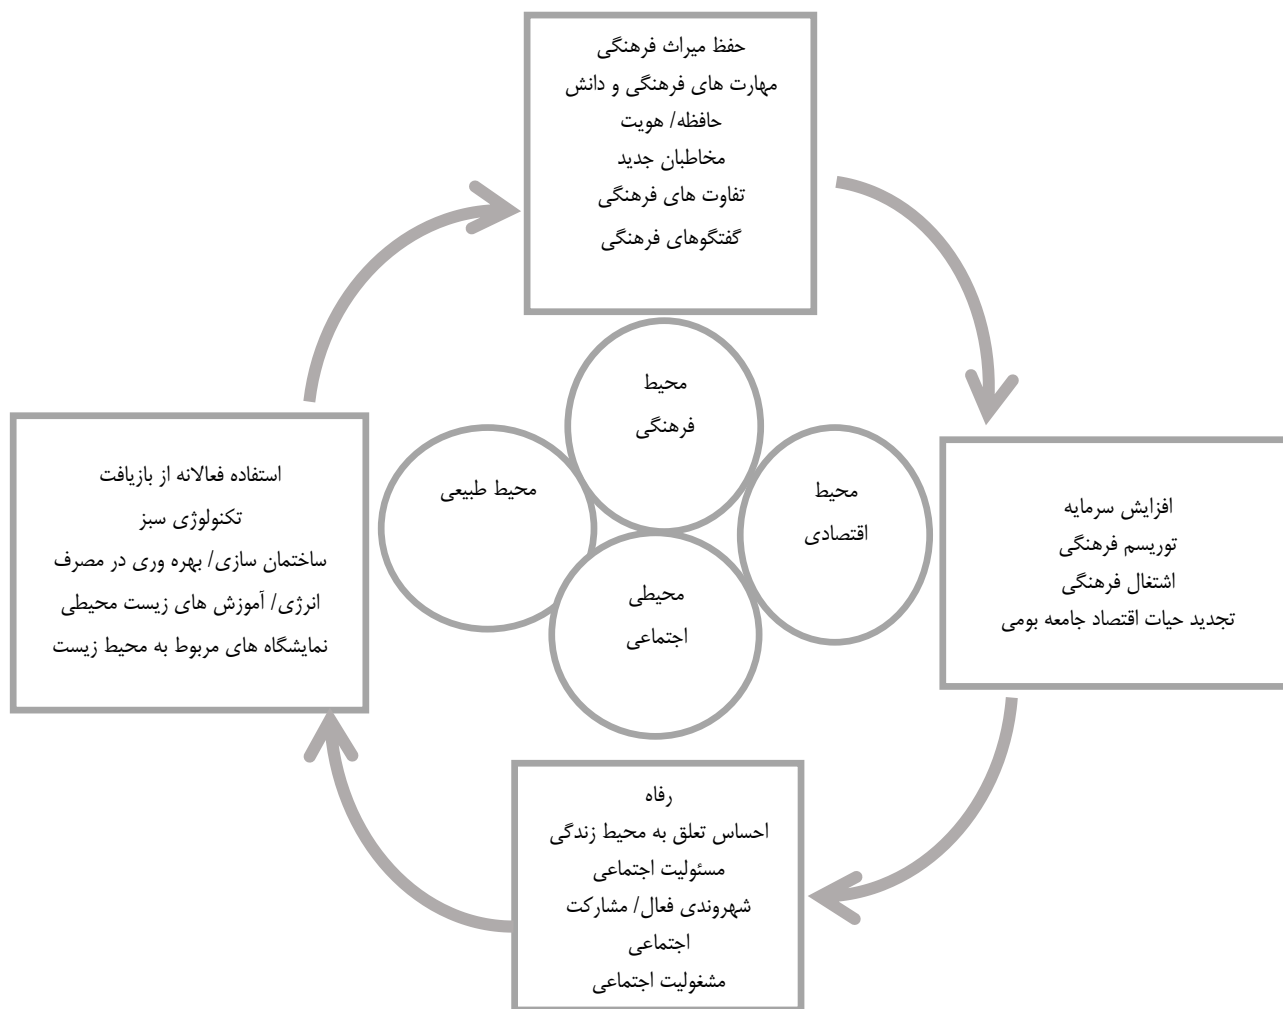 حفظ میراث فرهنگی
مهارت های فرهنگی و دانش
حافظه/ هویت
مخاطبان جدید
تفاوت های فرهنگی
گفتگوهای فرهنگی
محیط
فرهنگی
محیط
اقتصادی
محیط طبیعی
محیطی
اجتماعی
افزایش سرمایه
توریسم فرهنگی
اشتغال فرهنگی
تجدید حیات اقتصاد جامعه بومی
استفاده فعالانه از بازیافت
تکنولوژی سبز
ساختمان سازی/ بهره وری در مصرف
انرژی/ آموزش های زیست محیطی
نمایشگاه های مربوط به محیط زیست
رفاه
احساس تعلق به محیط زندگی
مسئولیت اجتماعی
شهروندی فعال/ مشارکت
اجتماعی
مشغولیت اجتماعی